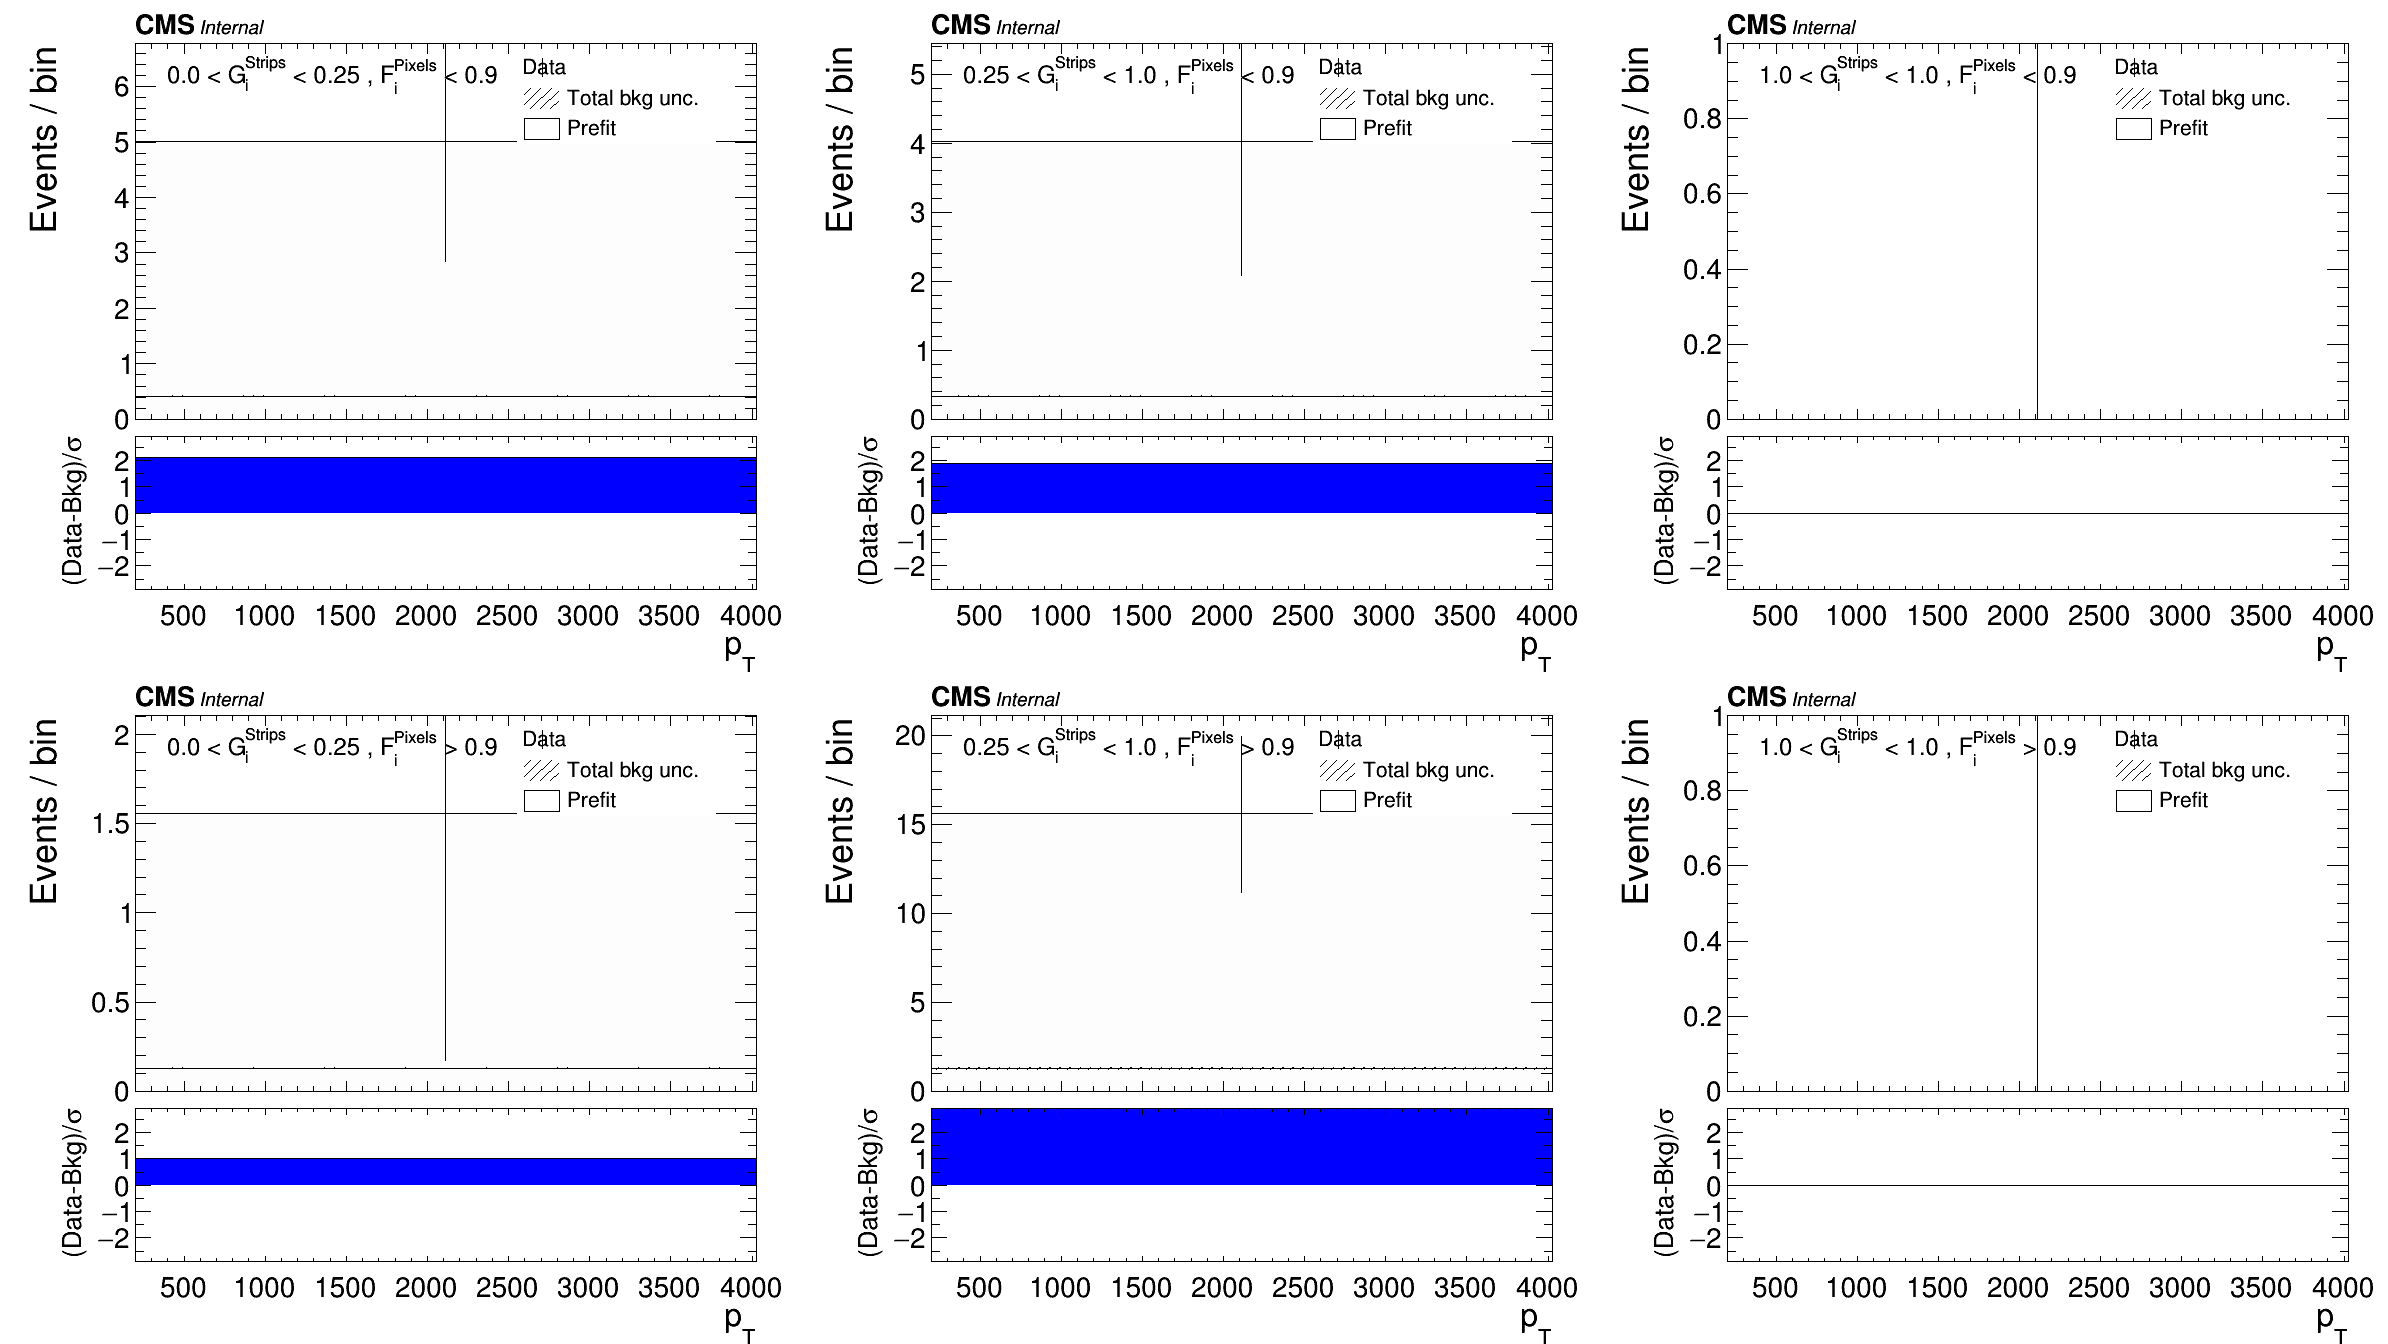 CMS Internal
Events / bin
0.0 < G_i^Strips < 0.25 , F_i^Pixels < 0.9
Data
Total bkg unc.
Prefit
6
5
4
3
2
1
0
(Data-Bkg)/σ
2
1
0
−1
−2
500 1000 1500 2000 2500 3000 3500 4000
p_T
CMS Internal
Events / bin
0.25 < G_i^Strips < 1.0 , F_i^Pixels < 0.9
Data
Total bkg unc.
Prefit
5
4
3
2
1
0
(Data-Bkg)/σ
2
1
0
−1
−2
500 1000 1500 2000 2500 3000 3500 4000
p_T
CMS Internal
Events / bin
1.0 < G_i^Strips < 1.0 , F_i^Pixels < 0.9
Data
Total bkg unc.
Prefit
1
0.8
0.6
0.4
0.2
0
(Data-Bkg)/σ
2
1
0
−1
−2
500 1000 1500 2000 2500 3000 3500 4000
p_T
CMS Internal
Events / bin
0.0 < G_i^Strips < 0.25 , F_i^Pixels > 0.9
Data
Total bkg unc.
Prefit
2
1.5
1
0.5
0
(Data-Bkg)/σ
2
1
0
−1
−2
500 1000 1500 2000 2500 3000 3500 4000
p_T
CMS Internal
Events / bin
0.25 < G_i^Strips < 1.0 , F_i^Pixels > 0.9
Data
Total bkg unc.
Prefit
20
15
10
5
0
(Data-Bkg)/σ
2
1
0
−1
−2
500 1000 1500 2000 2500 3000 3500 4000
p_T
CMS Internal
Events / bin
1.0 < G_i^Strips < 1.0 , F_i^Pixels > 0.9
Data
Total bkg unc.
Prefit
1
0.8
0.6
0.4
0.2
0
(Data-Bkg)/σ
2
1
0
−1
−2
500 1000 1500 2000 2500 3000 3500 4000
p_T